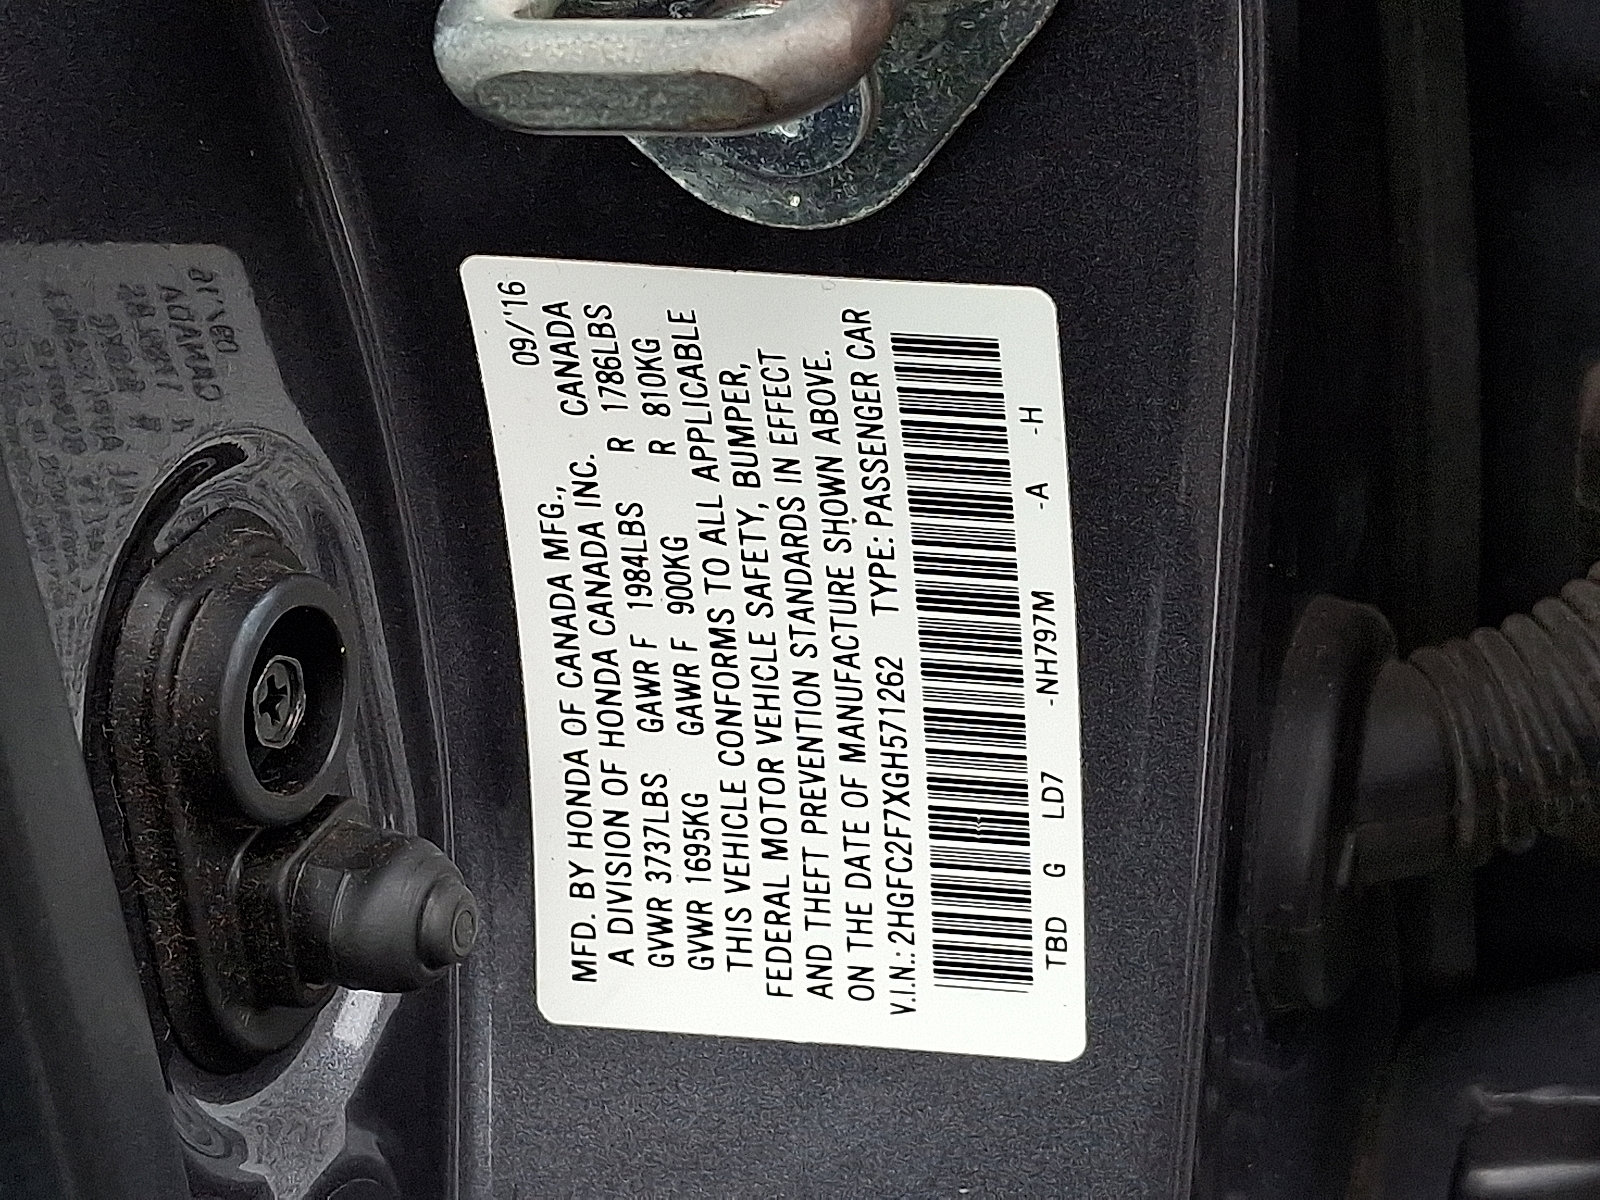 09/'16
MFD. BY HONDA OF CANADA MFG., CANADA
A DIVISION OF HONDA CANADA INC.
GVWR 3737LBS GAWR F 1984LBS R 1786LBS
GVWR 1695KG GAWR F 900KG R 810KG
THIS VEHICLE CONFORMS TO ALL APPLICABLE
FEDERAL MOTOR VEHICLE SAFETY, BUMPER,
AND THEFT PREVENTION STANDARDS IN EFFECT
ON THE DATE OF MANUFACTURE SHOWN ABOVE.
V.I.N.: 2HGFC2F7XGH571262 TYPE: PASSENGER CAR
TBD G LD7 -NH797M -A -H